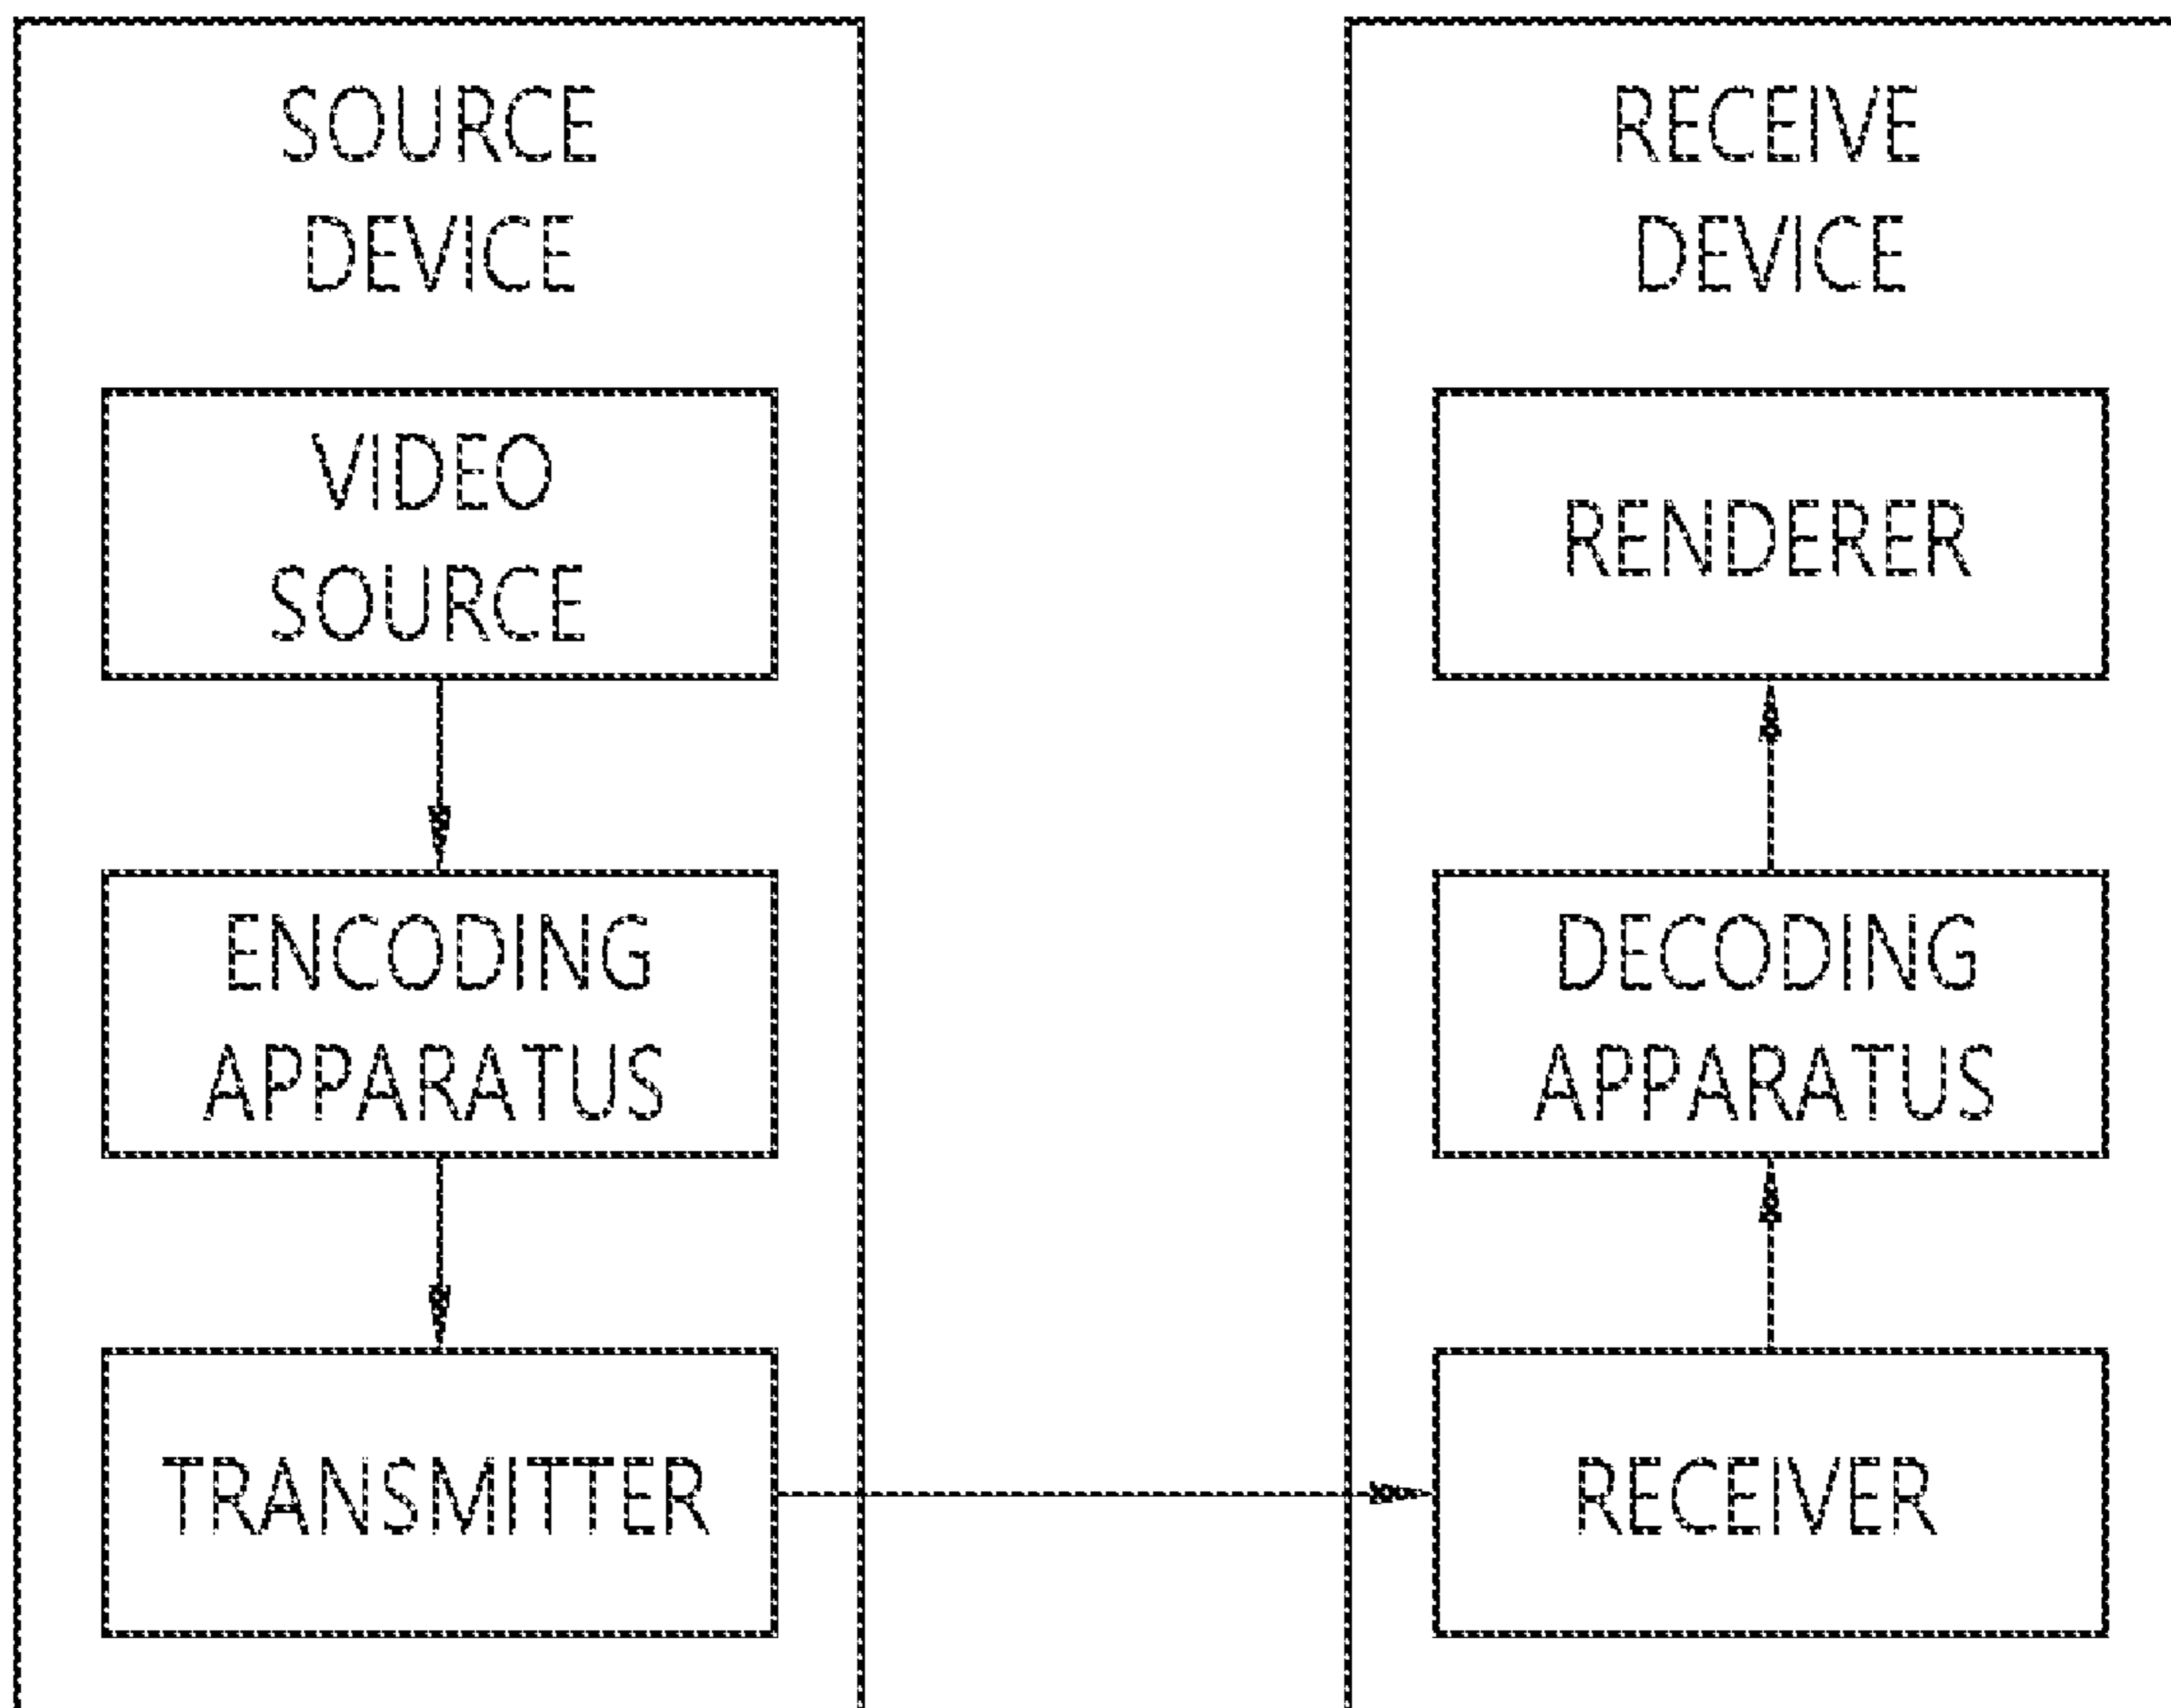 SOURCE
DEVICE
VIDEO
SOURCE
ENCODING
APPARATUS
TRANSMITTER
RECEIVE
DEVICE
RENDERER
DECODING
APPARATUS
RECEIVER